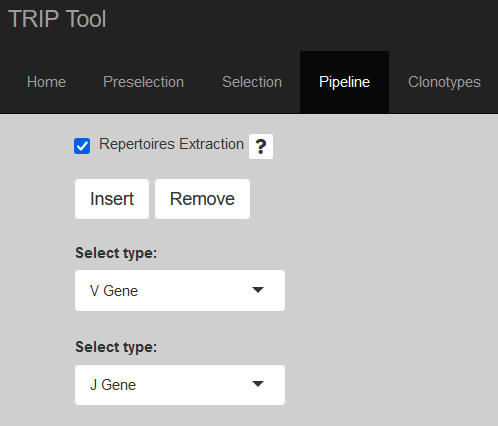 TRIP Tool
Home Preselection Selection Pipeline Clonotypes
Repertoires Extraction ?
Insert Remove
Select type:
V Gene
Select type:
J Gene